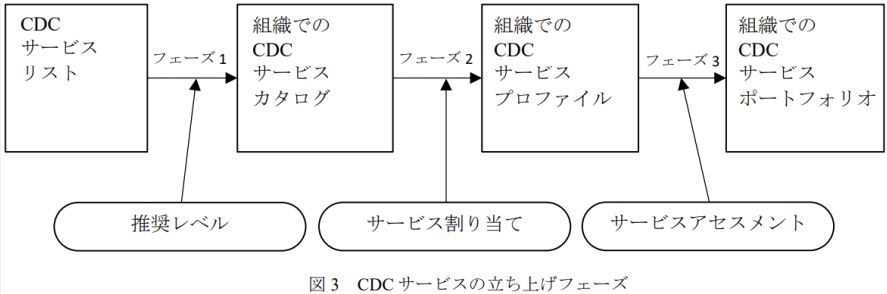 CDC
サービス
リスト
フェーズ 1
組織での
CDC
サービス
カタログ
フェーズ 2
組織での
CDC
サービス
プロファイル
フェーズ 3
組織での
CDC
サービス
ポートフォリオ
推奨レベル
サービス割り当て
サービスアセスメント
図 3　CDC サービスの立ち上げフェーズ